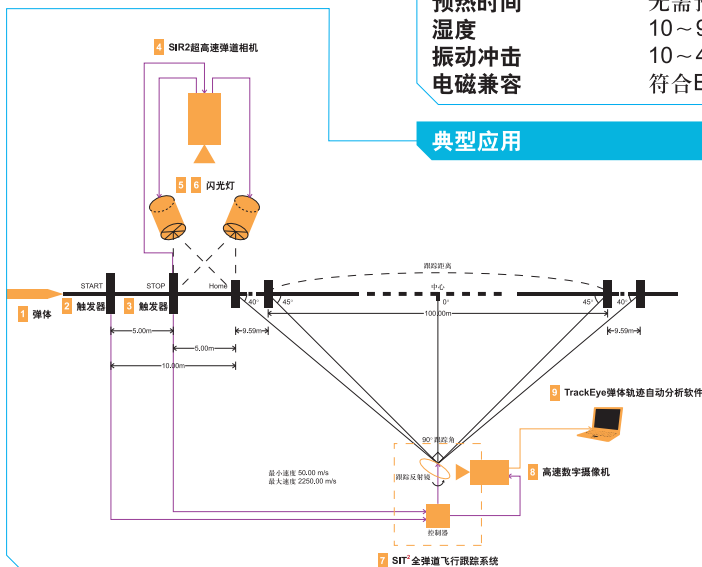 预热时间 无需
湿度 10～9
振动冲击 10～4
电磁兼容 符合E
典型应用
4 SIR2超高速弹道相机
5 6 闪光灯
跟踪距离
START STOP Home 中心
1 弹体 2 触发器 3 触发器 40° 45° 0° 45° 40°
5.00m 9.59m 100.00m 9.59m
5.00m
10.00m
9 TrackEye弹体轨迹自动分析软件
90° 跟踪角
最小速度 50.00 m/s
最大速度 2250.00 m/s
跟踪反射镜
8 高速数字摄像机
控制器
7 SIT² 全弹道飞行跟踪系统